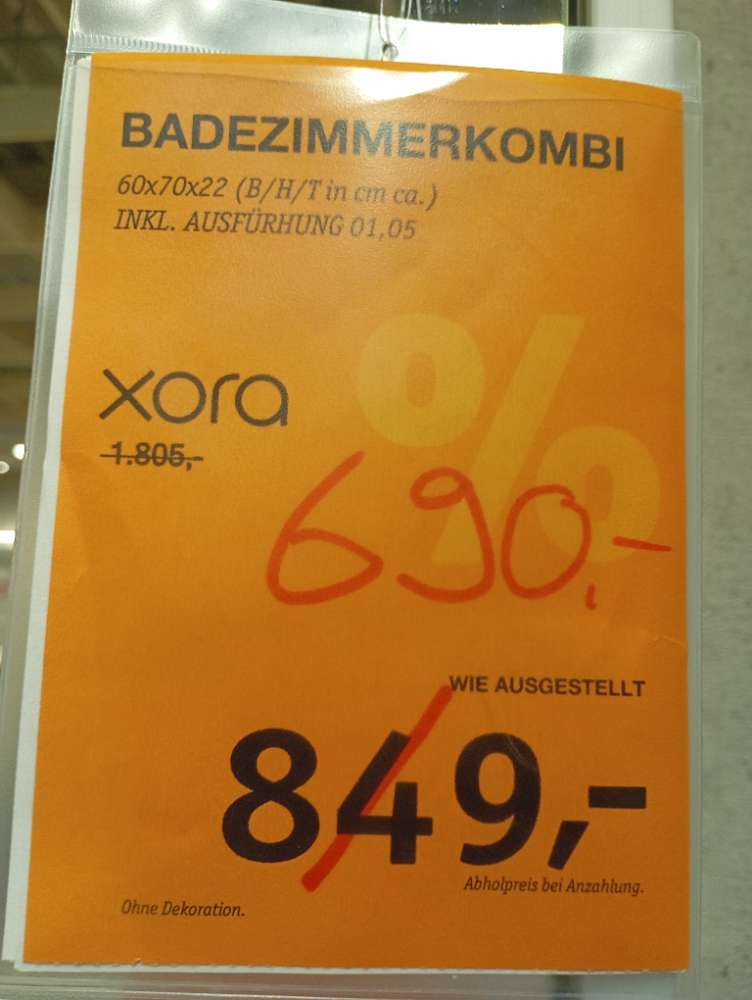 BADEZIMMERKOMBI
60x70x22 (B/H/T in cm ca.)
INKL. AUSFÜRHUNG 01,05
xora
1.805,-
690,-
WIE AUSGESTELLT
849,-
Abholpreis bei Anzahlung.
Ohne Dekoration.